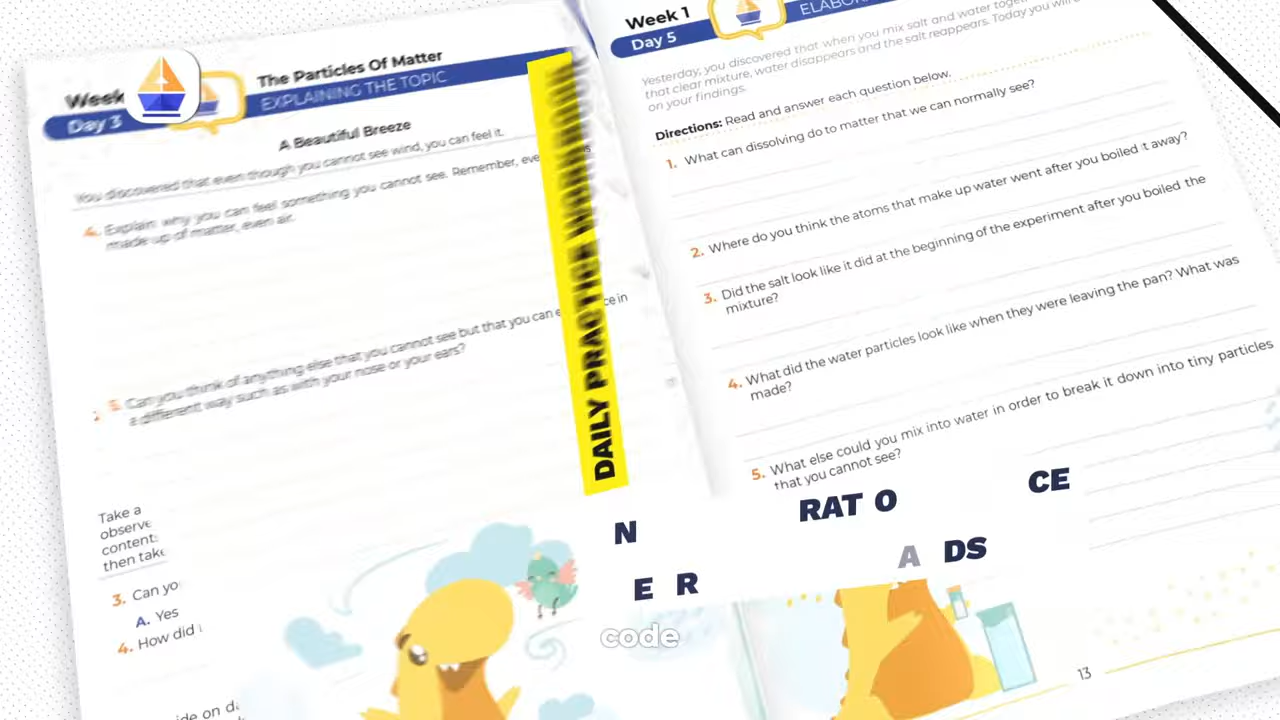 Week
Day 3
The Particles Of Matter
EXPLAINING THE TOPIC
A Beautiful Breeze
You discovered that even though you cannot see wind, you can feel it.
4. Explain why you can feel something you cannot see. Remember,
made up of matter, even air.
5. Can you think of anything else that you cannot see but that you can
ce in
a different way such as with your nose or your ears?
Take a
observe
content
then take
3. Can yo
A. Yes
4. How did
ide on da
DAILY PRACTICE
Week 1
Day 5
Yesterday, you discovered that when you mix salt and water
that clear mixture, water disappears and the salt reappears. Today you will
on your findings.
Directions: Read and answer each question below.
1. What can dissolving do to matter that we can normally see?
2. Where do you think the atoms that make up water went after you boiled it away?
3. Did the salt look like it did at the beginning of the experiment after you boiled the
mixture?
4. What did the water particles look like when they were leaving the pan? What was
made?
5. What else could you mix into water in order to break it down into tiny particles
that you cannot see?
N RAT O CE
E R A DS
code
13